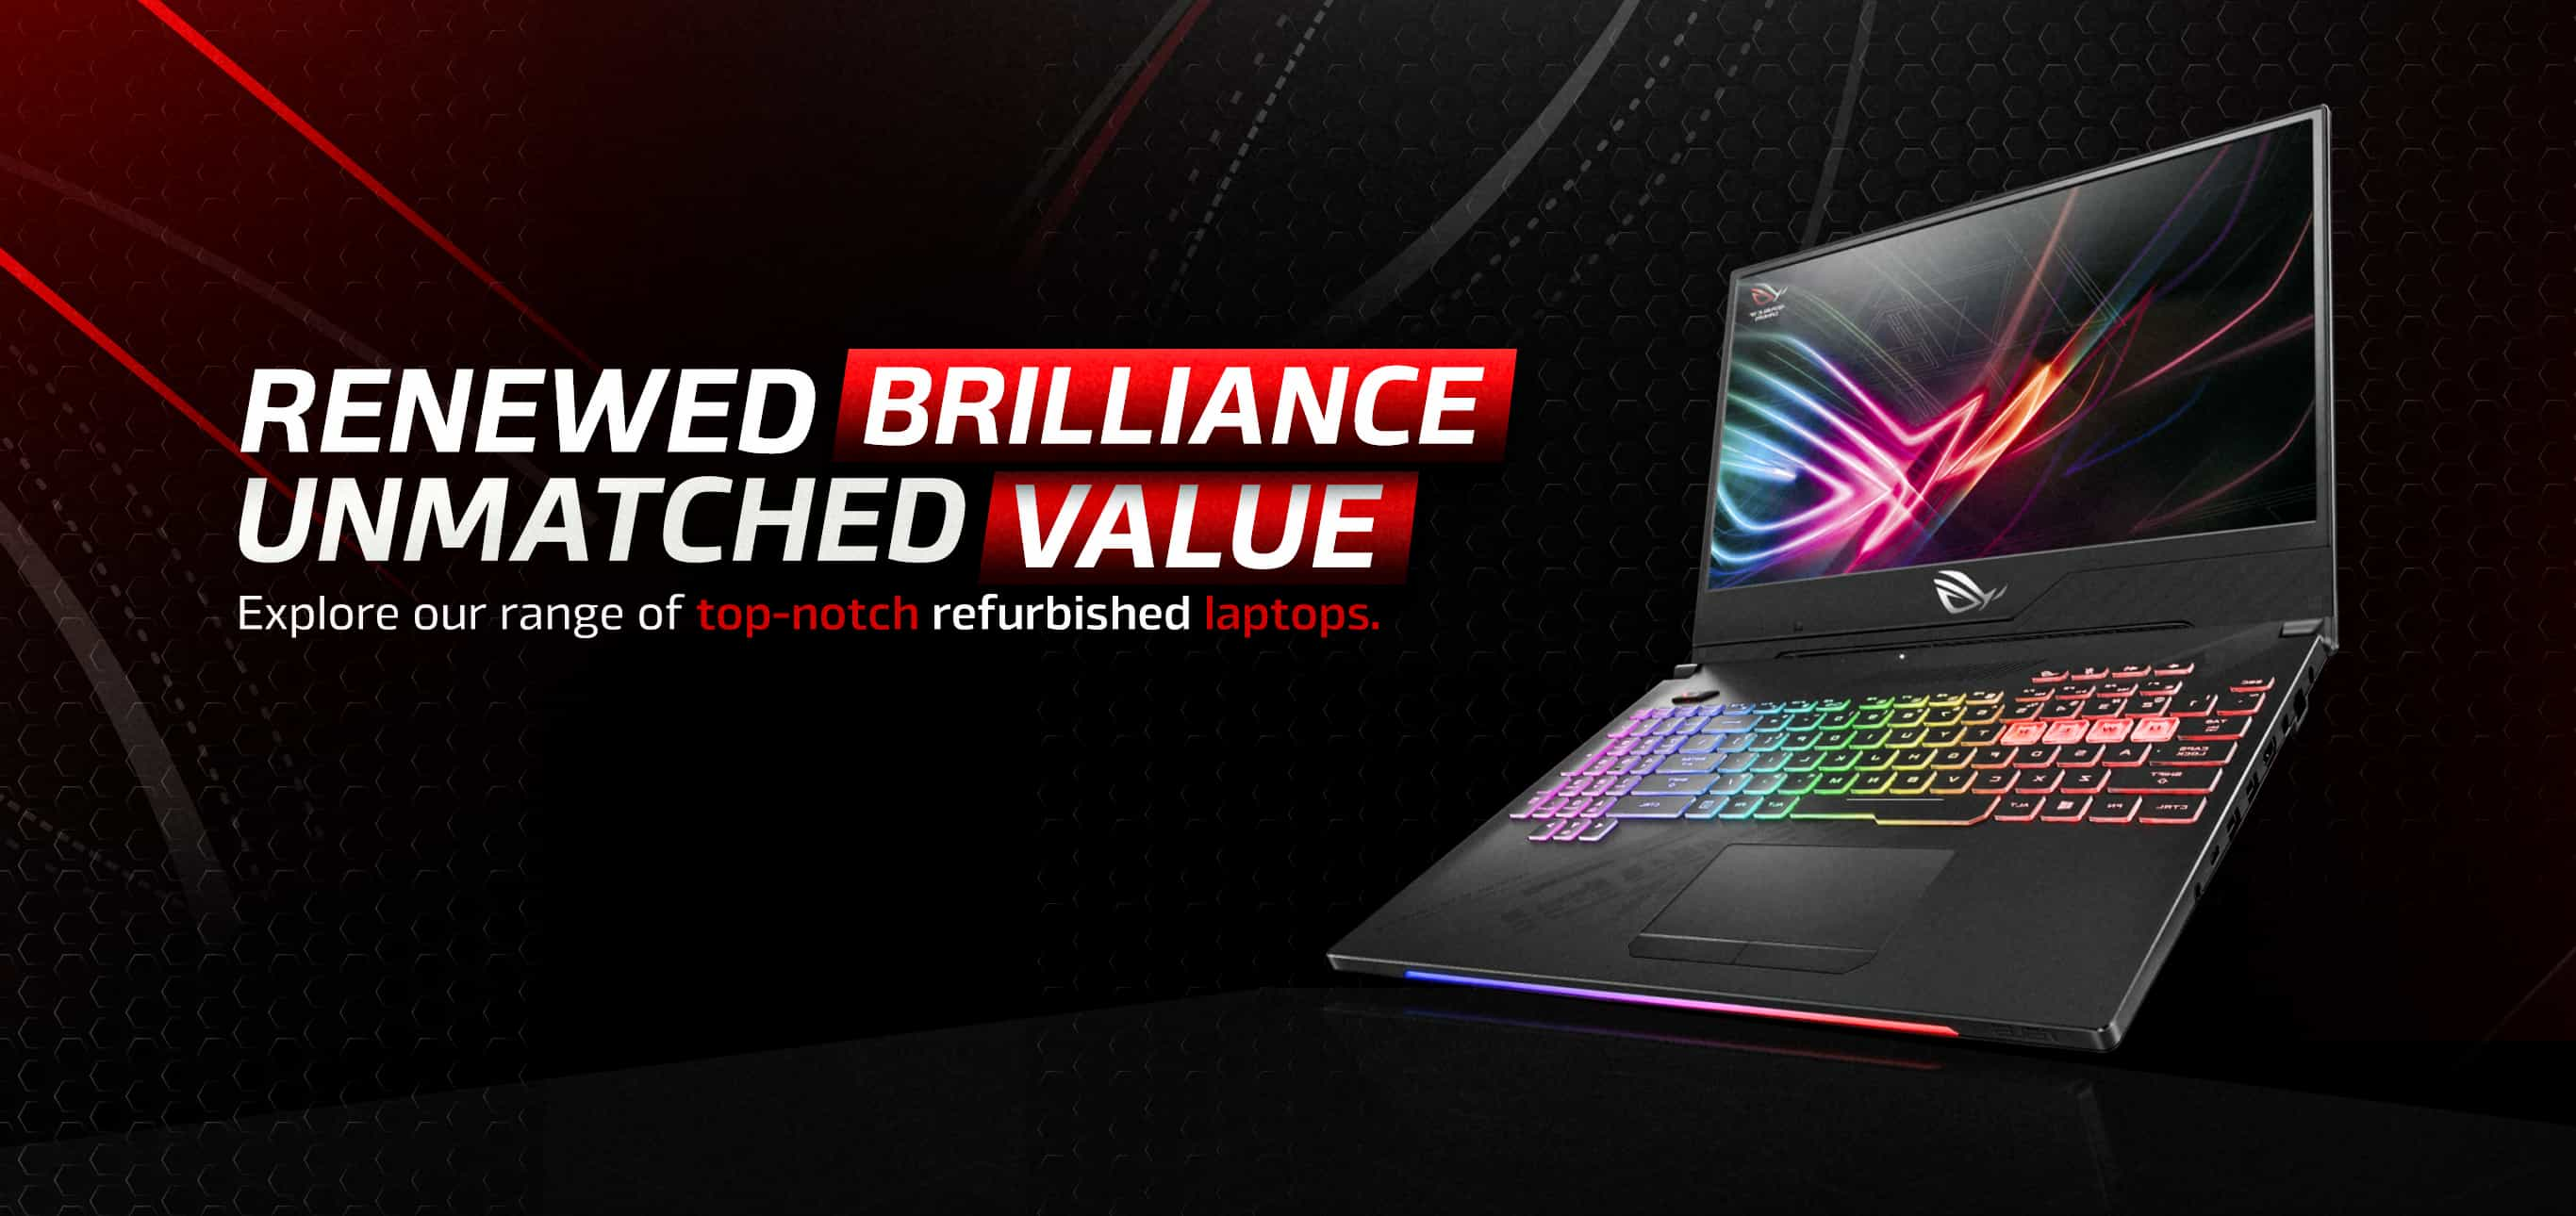 RENEWED BRILLIANCE
UNMATCHED VALUE
Explore our range of top-notch refurbished laptops.